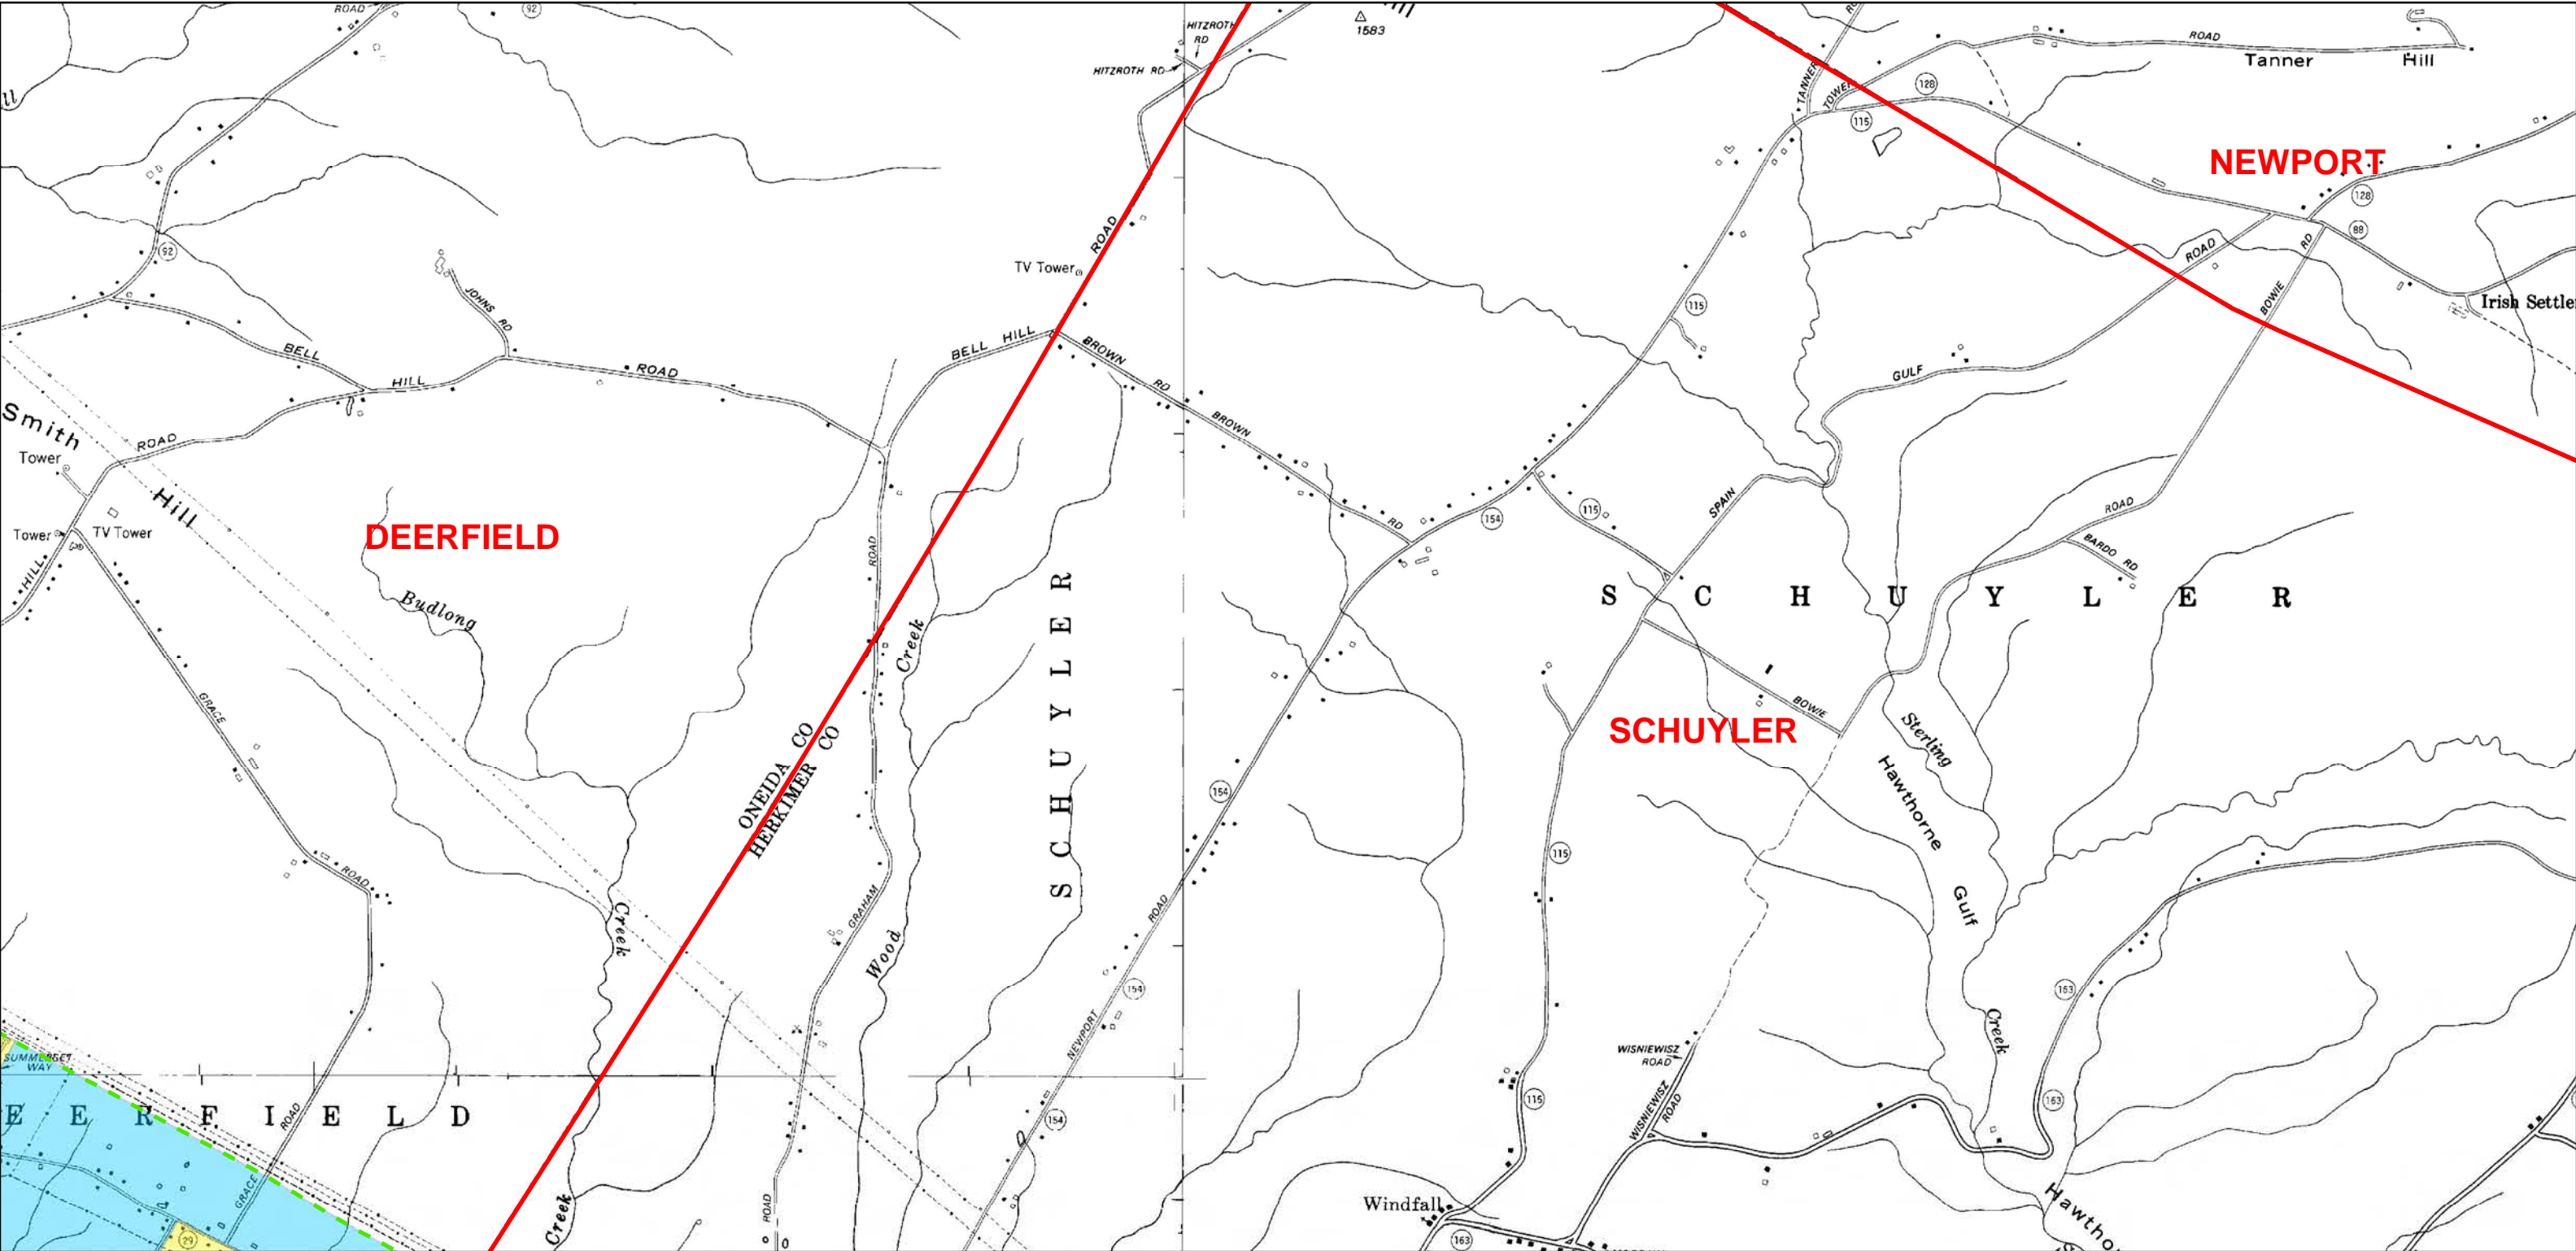 ROAD
92
HITZROTH
RD
HITZROTH RD
1583
TANNER
TOWER
128
115
ROAD
Tanner Hill
NEWPORT
128
88
92
ROAD
TV Tower
ROAD
RD
BOWIE
Irish Settle
JOHNS RD
115
BELL
HILL
ROAD
BELL HILL
BROWN
RD
BROWN
GULF
Smith
Hill
ROAD
Tower
Tower
TV Tower
HILL
DEERFIELD
ROAD
RD
154
115
SPAIN
ROAD
BARDO RD
Budlong
Creek
SCHUYLER
SCHUYLER
SCHUYLER
GRACE
ONEIDA CO
HERKIMER CO
BOWIE
Sterling
Hawthorne
Gulf
154
115
ROAD
GRAHAM
ROAD
Creek
Wood
154
NEWPORT
163
Creek
WISNIEWISZ
ROAD
WISNIEWISZ
ROAD
SUMMERSET
WAY
EERFIELD
ROAD
GRACE
29
Creek
ROAD
154
115
163
Windfall
163
Hawtho